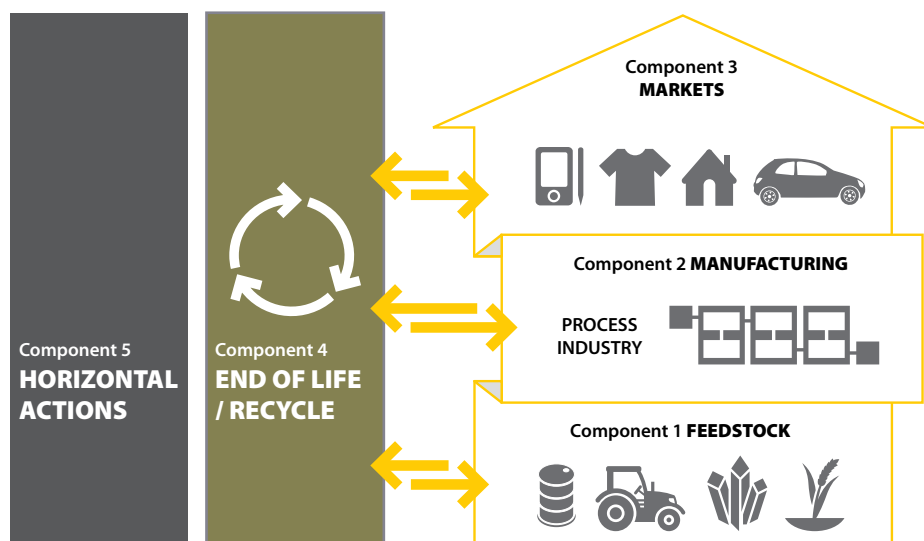 Component 5
HORIZONTAL
ACTIONS
Component 4
END OF LIFE
/ RECYCLE
Component 3
MARKETS
Component 2 MANUFACTURING
PROCESS
INDUSTRY
Component 1 FEEDSTOCK